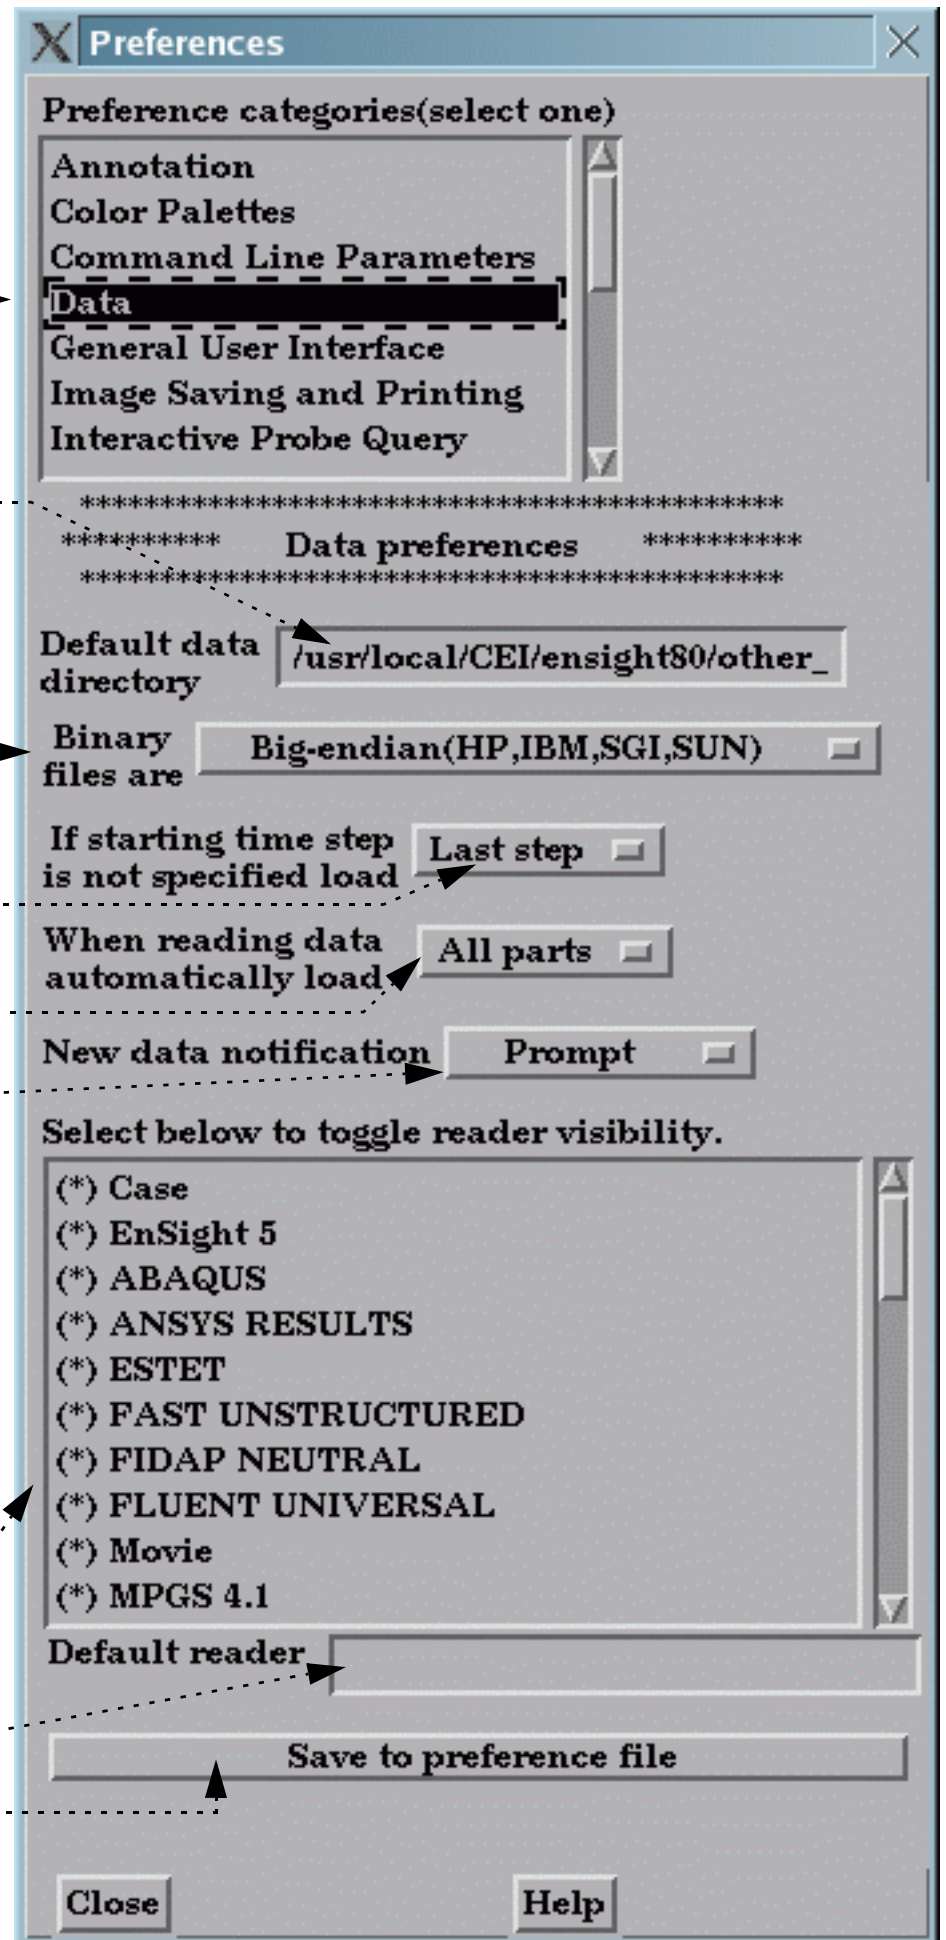 Preferences
Preference categories(select one)
Annotation
Color Palettes
Command Line Parameters
Data
General User Interface
Image Saving and Printing
Interactive Probe Query
********************************************
********** Data preferences **********
********************************************
Default data
directory
/usr/local/CEI/ensight80/other_
Binary
files are
Big-endian(HP,IBM,SGI,SUN)
If starting time step
is not specified load
Last step
When reading data
automatically load
All parts
New data notification
Prompt
Select below to toggle reader visibility.
(*) Case
(*) EnSight 5
(*) ABAQUS
(*) ANSYS RESULTS
(*) ESTET
(*) FAST UNSTRUCTURED
(*) FIDAP NEUTRAL
(*) FLUENT UNIVERSAL
(*) Movie
(*) MPGS 4.1
Default reader
Save to preference file
Close
Help